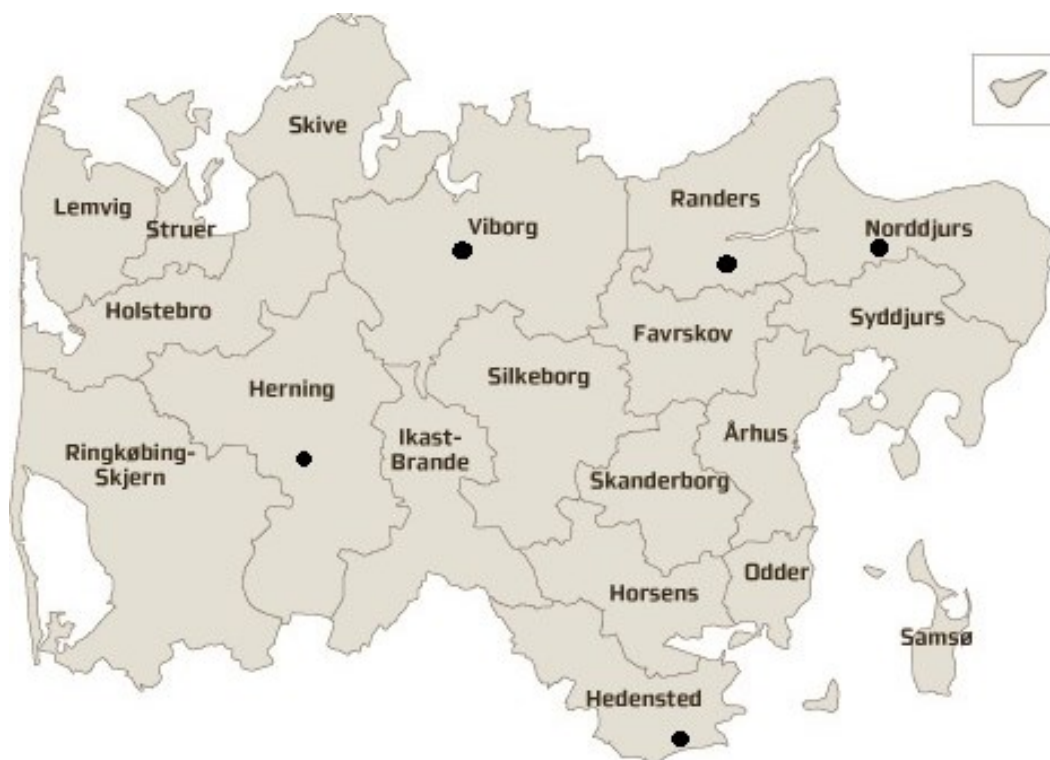 Skive
Randers
Lemvig
Struer
Viborg
Norddjurs
Holstebro
Favrskov
Syddjurs
Herning
Silkeborg
Ikast-
Brande
Århus
Ringkøbing-
Skjern
Skanderborg
Odder
Horsens
Samsø
Hedensted